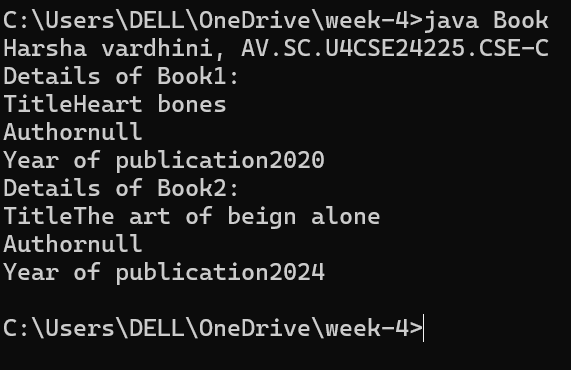 C:\Users\DELL\OneDrive\week-4>java Book
Harsha vardhini, AV.SC.U4CSE24225.CSE-C
Details of Book1:
TitleHeart bones
Authornull
Year of publication2020
Details of Book2:
TitleThe art of beign alone
Authornull
Year of publication2024
C:\Users\DELL\OneDrive\week-4>